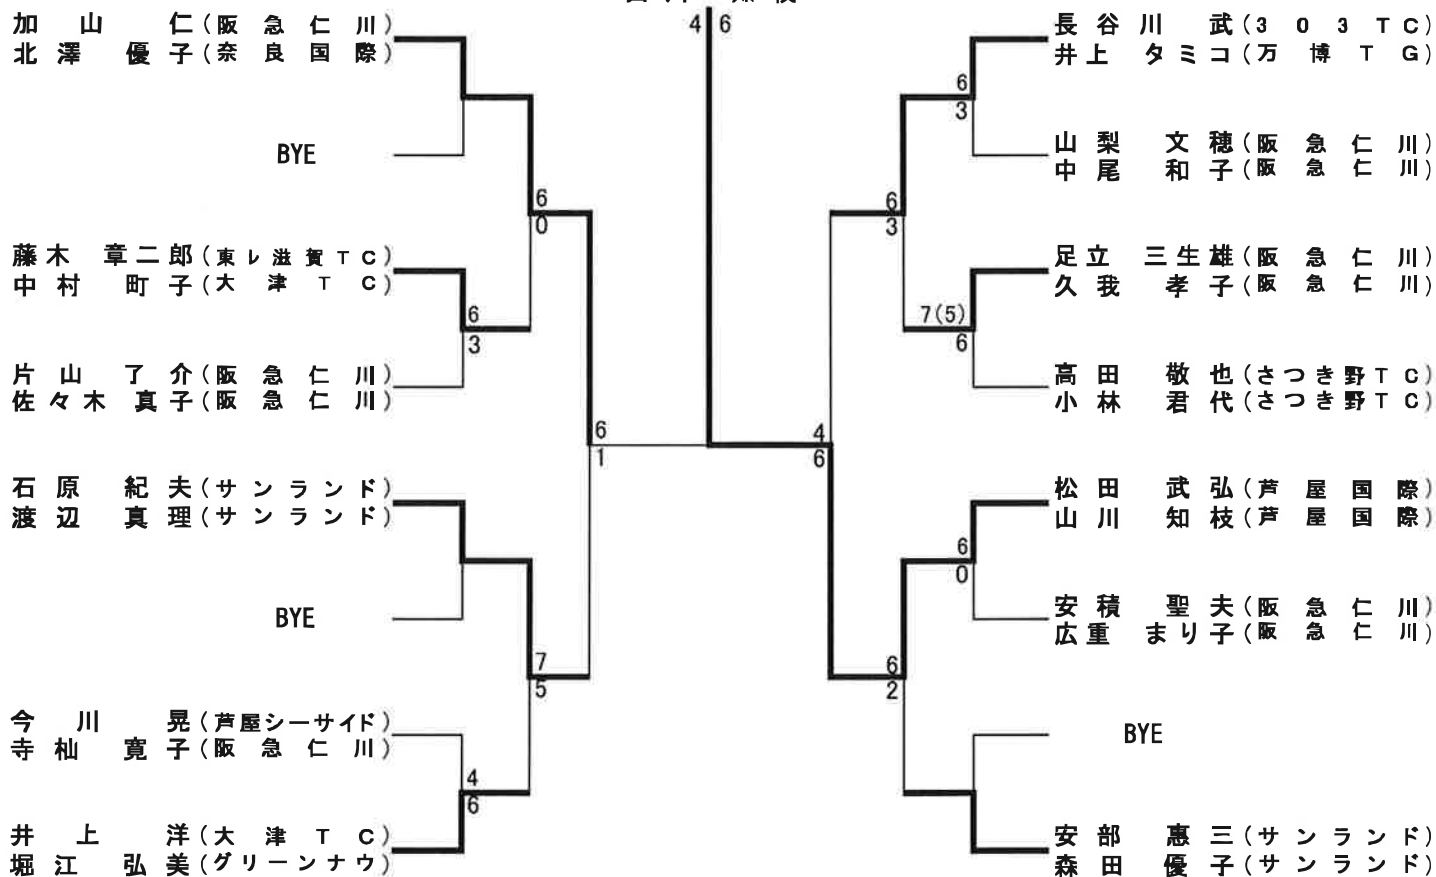 4 6
加山 仁(阪急仁川)
北澤 優子(奈良国際)
BYE
6
0
藤木 章二郎(東レ滋賀TC)
中村 町子(大津TC)
6
3
片山 了介(阪急仁川)
佐々木 真子(阪急仁川)
6
1
石原 紀夫(サンランド)
渡辺 真理(サンランド)
BYE
7
5
今川 晃(芦屋シーサイド)
寺杣 寛子(阪急仁川)
4
6
井上 洋(大津TC)
堀江 弘美(グリーンナウ)
長谷川 武(303TC)
井上 タミコ(万博TG)
6
3
山梨 文穂(阪急仁川)
中尾 和子(阪急仁川)
6
3
足立 三生雄(阪急仁川)
久我 孝子(阪急仁川)
7(5)
6
高田 敬也(さつき野TC)
小林 君代(さつき野TC)
4
6
松田 武弘(芦屋国際)
山川 知枝(芦屋国際)
6
0
安積 聖夫(阪急仁川)
広重 まり子(阪急仁川)
6
2
BYE
安部 惠三(サンランド)
森田 優子(サンランド)